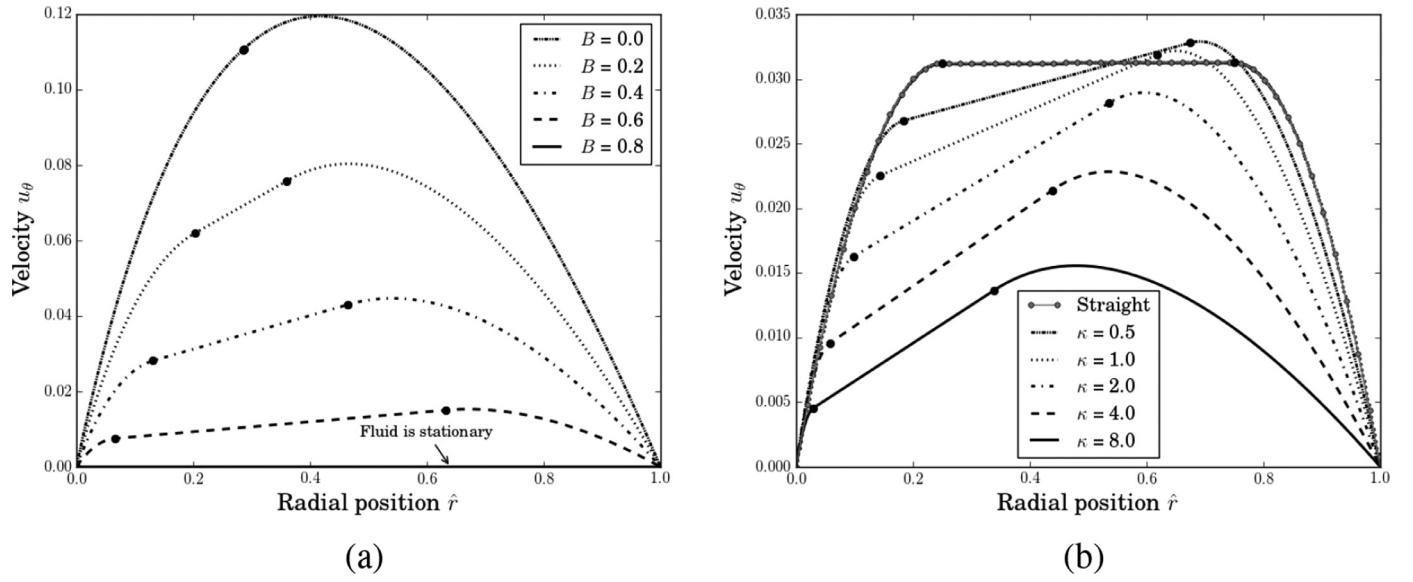 0.12
0.10
0.08
0.06
0.04
0.02
0.00
Velocity u_θ
B = 0.0
B = 0.2
B = 0.4
B = 0.6
B = 0.8
Fluid is stationary
0.0 0.2 0.4 0.6 0.8 1.0
Radial position r̂
(a)
0.035
0.030
0.025
0.020
0.015
0.010
0.005
0.000
Velocity u_θ
Straight
κ = 0.5
κ = 1.0
κ = 2.0
κ = 4.0
κ = 8.0
0.0 0.2 0.4 0.6 0.8 1.0
Radial position r̂
(b)